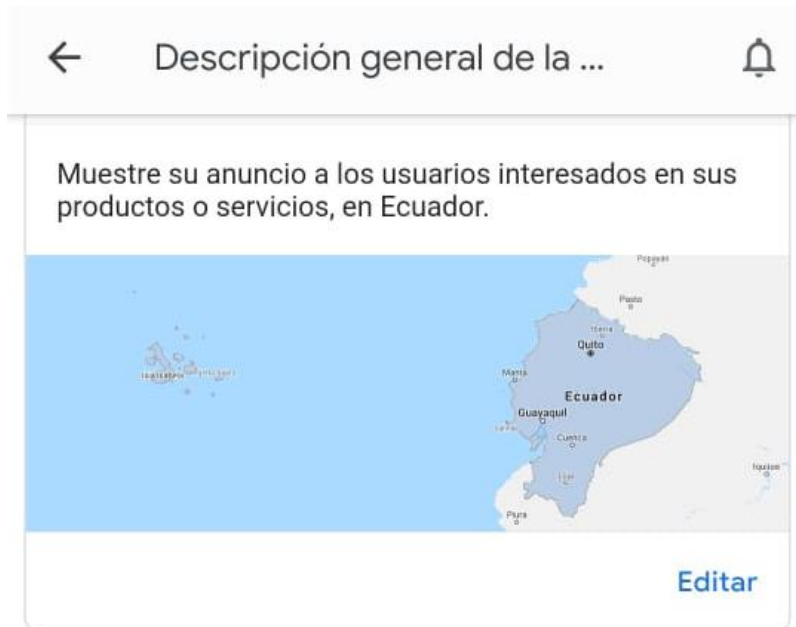 Descripción general de la ...
Muestre su anuncio a los usuarios interesados en sus
productos o servicios, en Ecuador.
Popayán
Pasto
Ibarra
Quito
Manta
Ecuador
Guayaquil
Cuenca
Loja
Iquitos
Piura
Editar